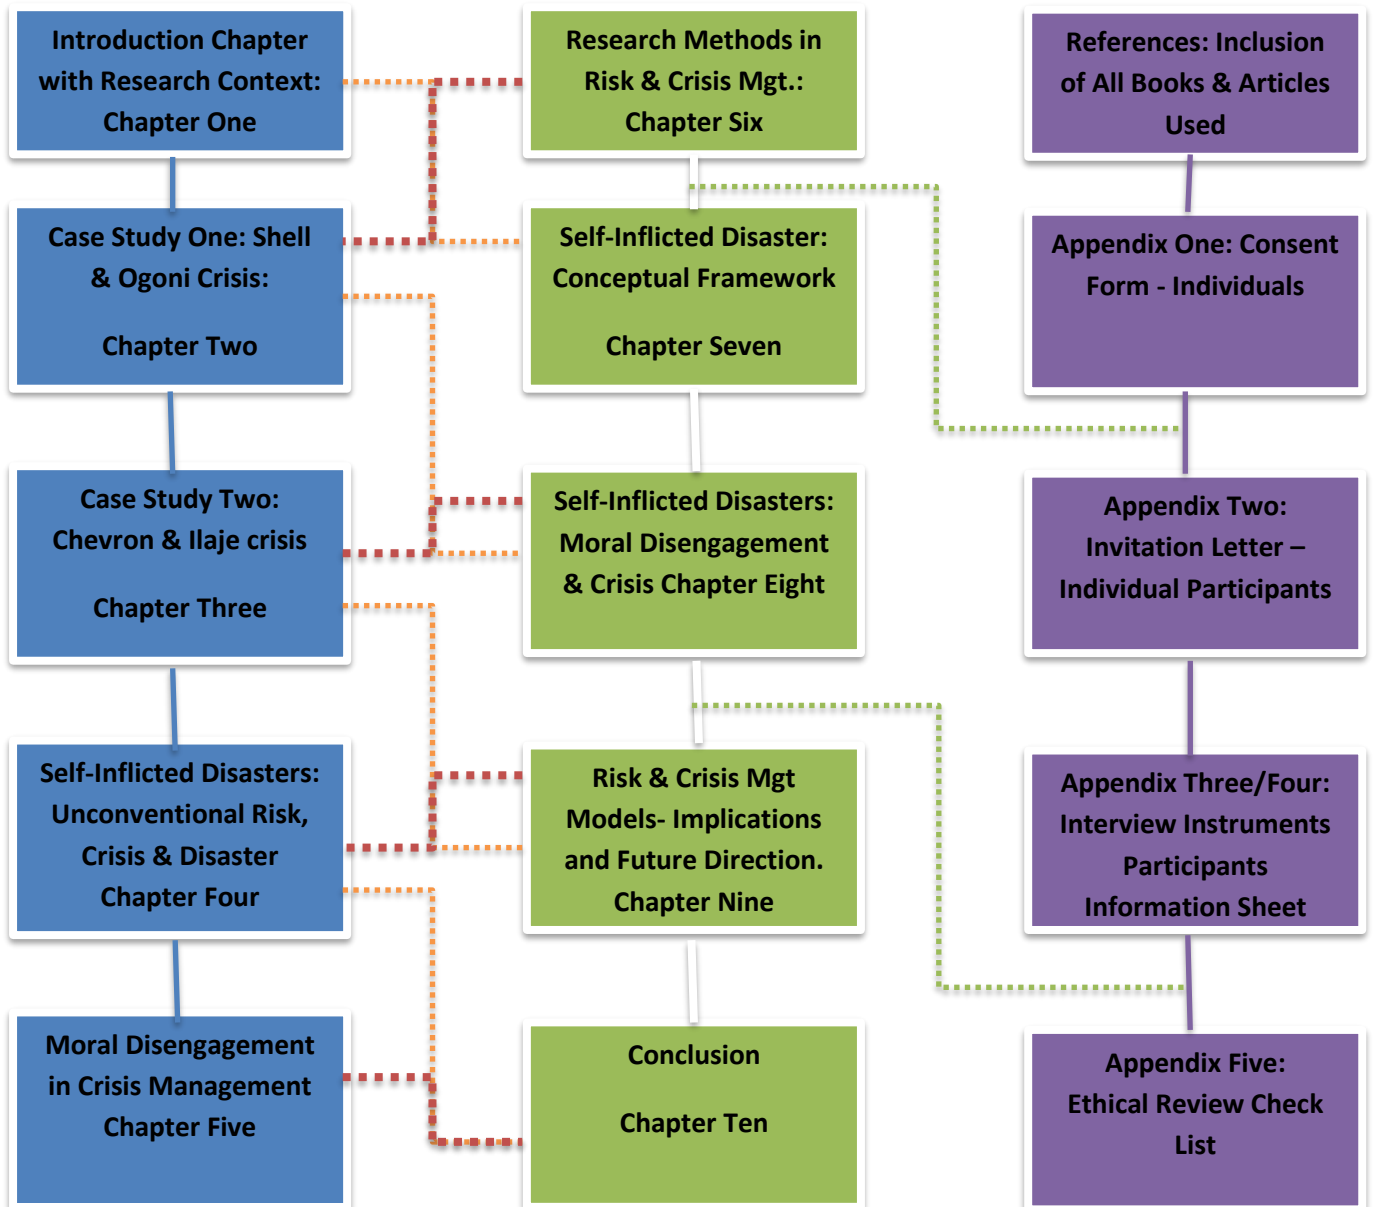 Introduction Chapter
with Research Context:
Chapter One
Case Study One: Shell
& Ogoni Crisis:
Chapter Two
Case Study Two:
Chevron & Ilaje crisis
Chapter Three
Self-Inflicted Disasters:
Unconventional Risk,
Crisis & Disaster
Chapter Four
Moral Disengagement
in Crisis Management
Chapter Five
Research Methods in
Risk & Crisis Mgt.:
Chapter Six
Self-Inflicted Disaster:
Conceptual Framework
Chapter Seven
Self-Inflicted Disasters:
Moral Disengagement
& Crisis Chapter Eight
Risk & Crisis Mgt
Models- Implications
and Future Direction.
Chapter Nine
Conclusion
Chapter Ten
References: Inclusion
of All Books & Articles
Used
Appendix One: Consent
Form - Individuals
Appendix Two:
Invitation Letter –
Individual Participants
Appendix Three/Four:
Interview Instruments
Participants
Information Sheet
Appendix Five:
Ethical Review Check
List